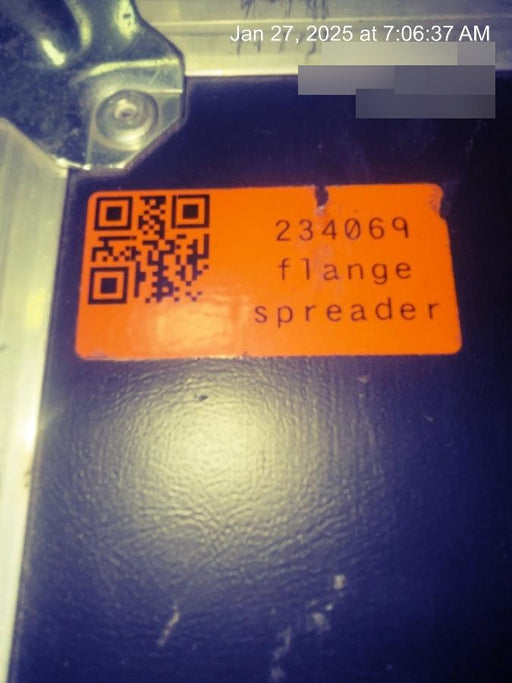 Jan 27, 2025 at 7:06:37 AM
234069
flange
spreader